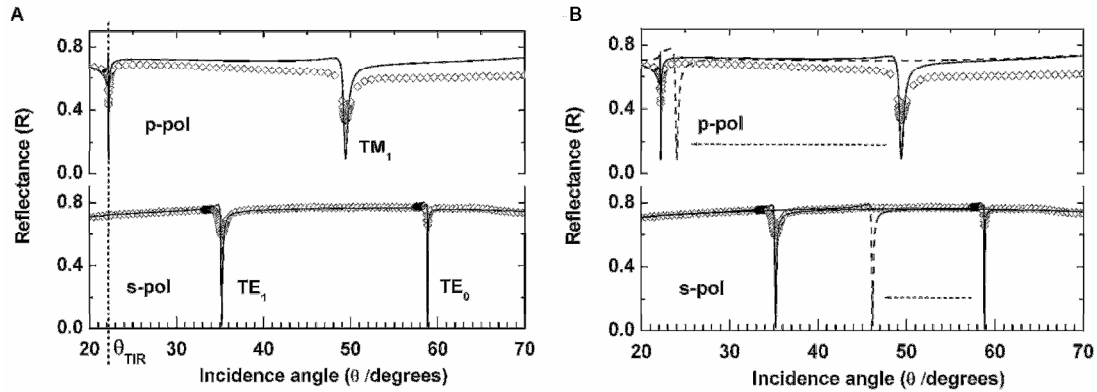 A
B
0.8
0.4
0.0
p-pol
TM1
0.8
0.4
0.0
s-pol
TE1
TE0
20 30 40 50 60 70
θTIR
Incidence angle (θ /degrees)
Reflectance (R)
0.8
0.4
0.0
p-pol
0.8
0.4
0.0
s-pol
20 30 40 50 60 70
Incidence angle (θ /degrees)
Reflectance (R)